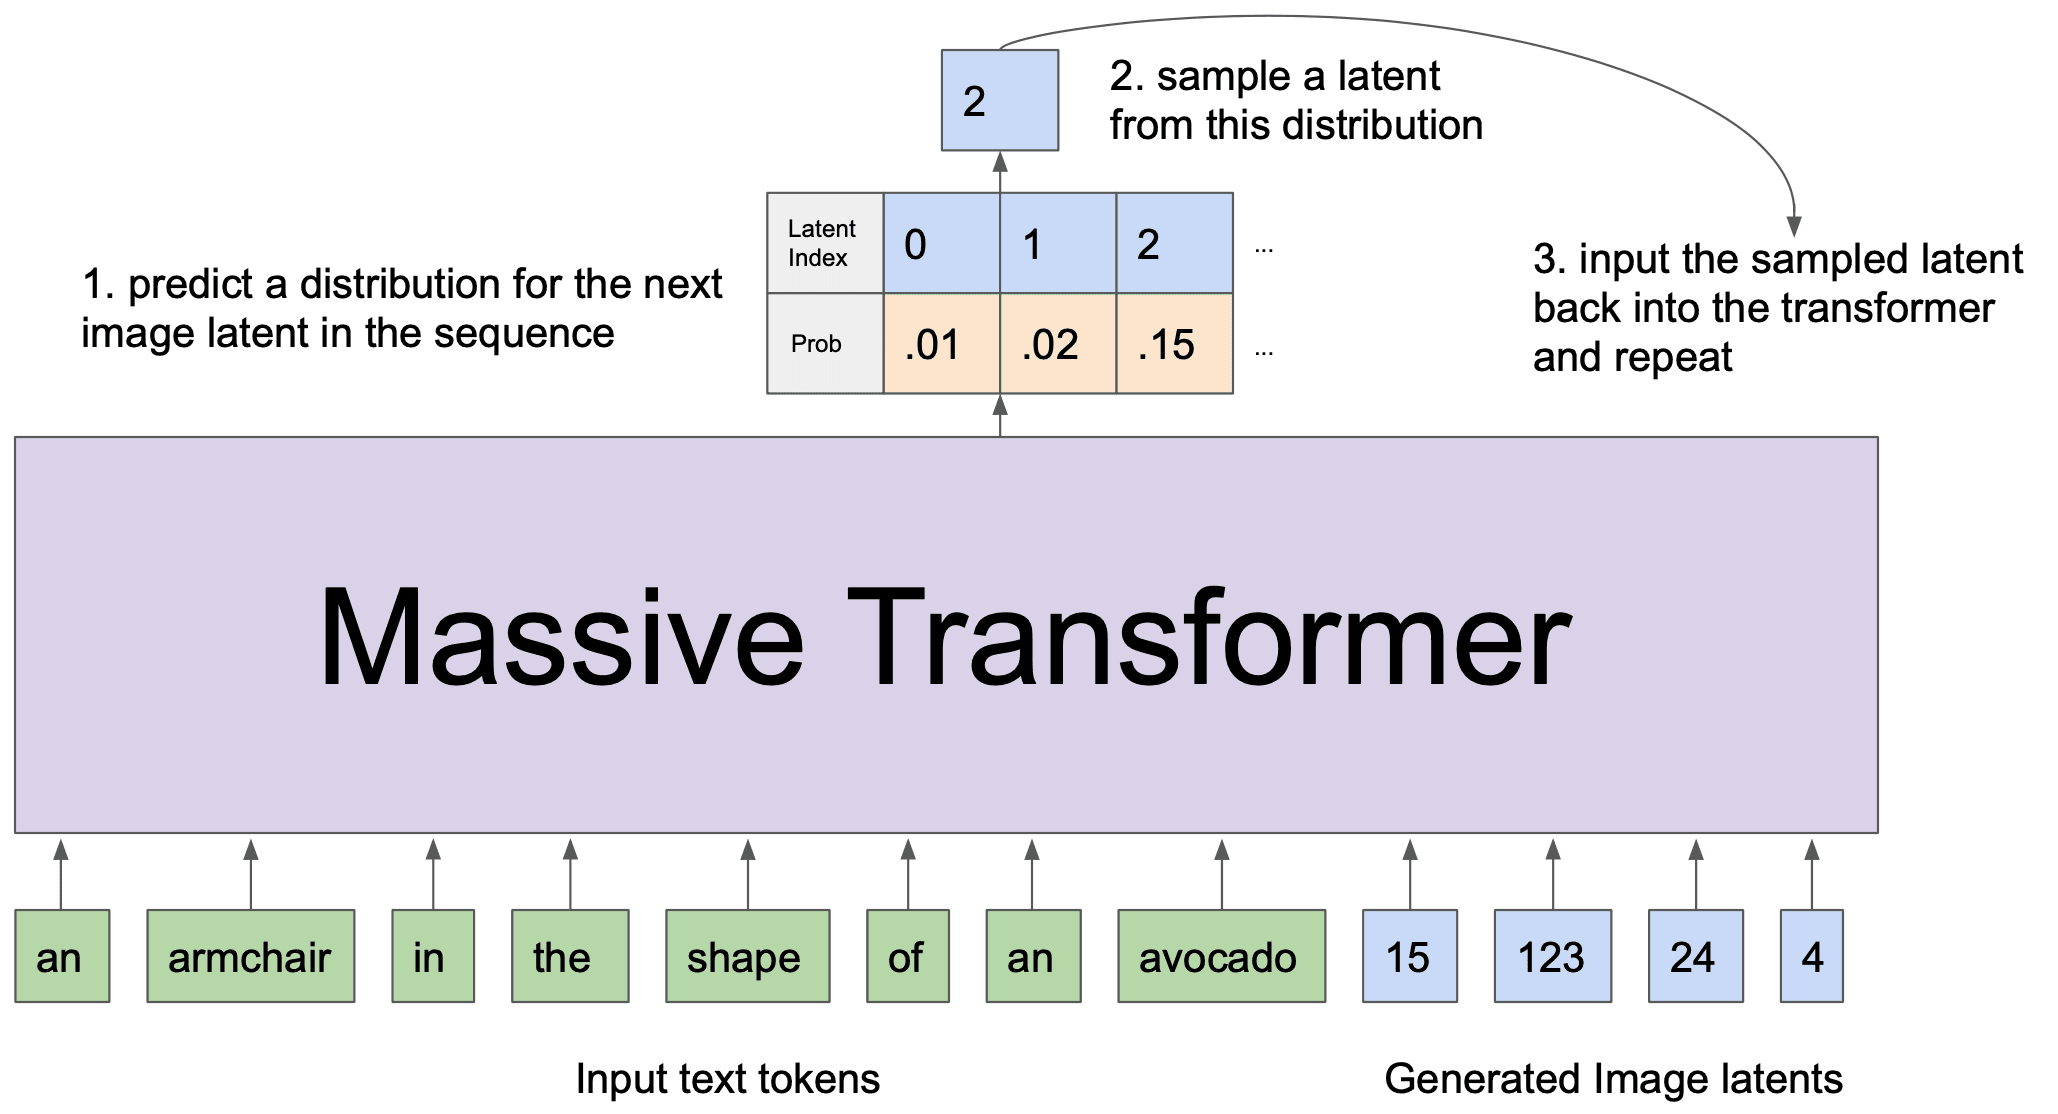 2
2. sample a latent
from this distribution
Latent
Index
0
1
2
...
1. predict a distribution for the next
image latent in the sequence
3. input the sampled latent
back into the transformer
and repeat
Prob
.01
.02
.15
...
Massive Transformer
an
armchair
in
the
shape
of
an
avocado
15
123
24
4
Input text tokens
Generated Image latents